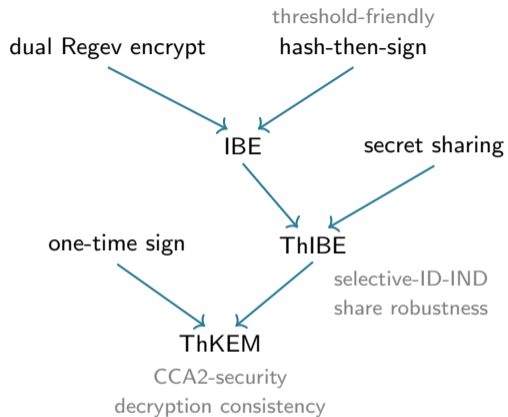 threshold-friendly
dual Regev encrypt
hash-then-sign
IBE
secret sharing
one-time sign
ThIBE
selective-ID-IND
share robustness
ThKEM
CCA2-security
decryption consistency